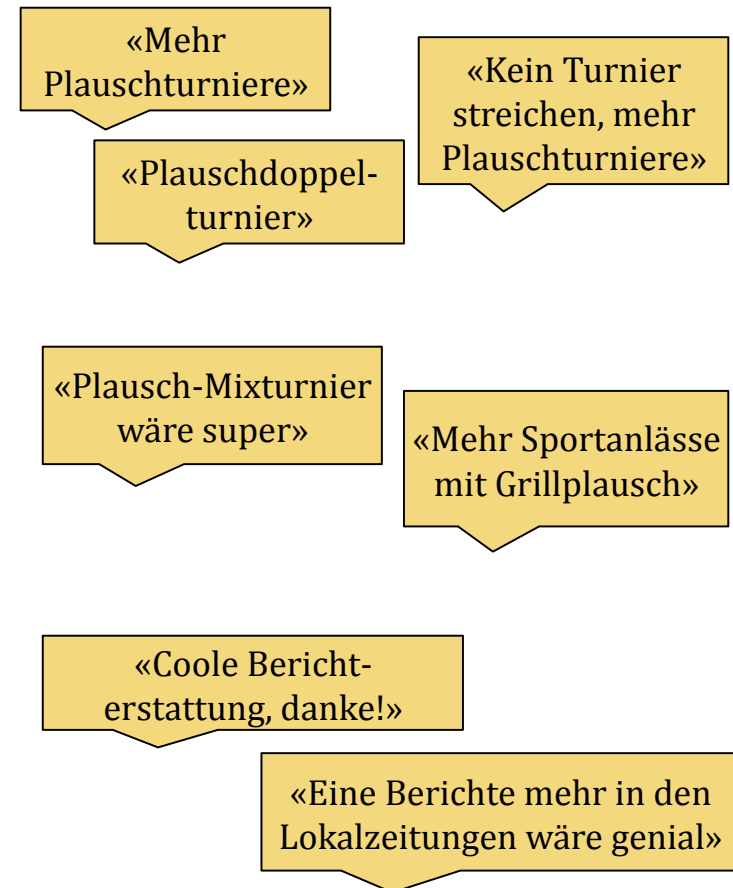 «Mehr
Plauschturniere»
«Kein Turnier
streichen, mehr
Plauschturniere»
«Plauschdoppel-
turnier»
«Plausch-Mixturnier
wäre super»
«Mehr Sportanlässe
mit Grillplausch»
«Coole Bericht-
erstattung, danke!»
«Eine Berichte mehr in den
Lokalzeitungen wäre genial»